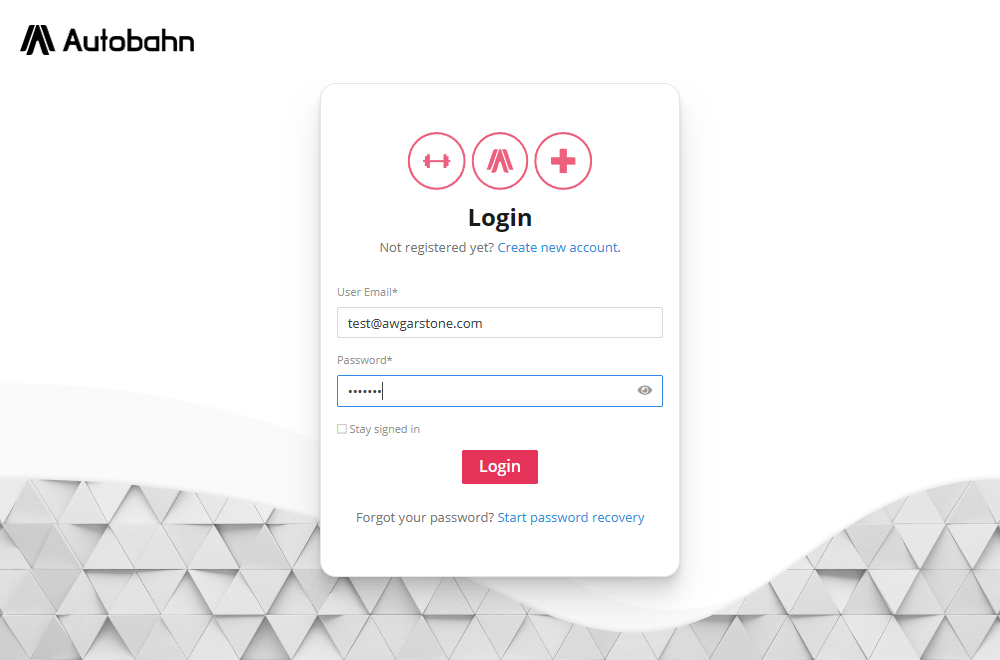 Autobahn
Login
Not registered yet? Create new account.
User Email*
test@awgarstone.com
Password*
•••••••
Stay signed in
Login
Forgot your password? Start password recovery